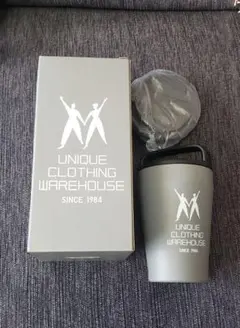 UNIQUE
CLOTHING
WAREHOUSE
SINCE. 1984
UNIQUE
CLOTHING
WAREHOUSE
SINCE. 1984